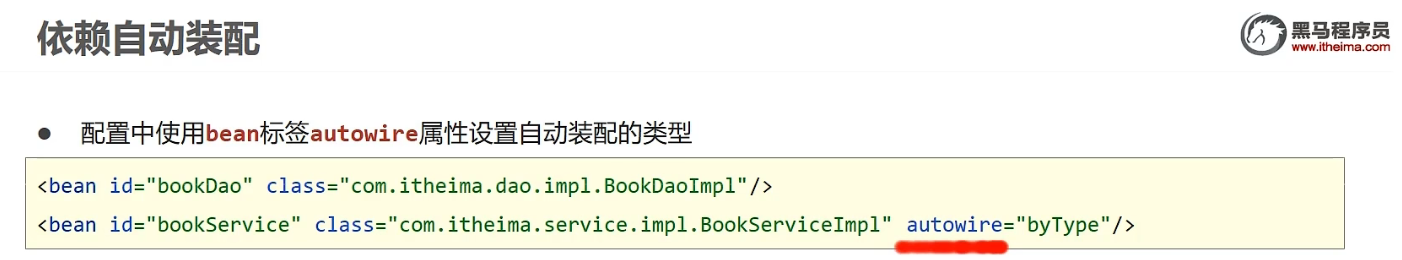 依赖自动装配
黑马程序员
www.itheima.com
● 配置中使用bean标签autowire属性设置自动装配的类型
<bean id="bookDao" class="com.itheima.dao.impl.BookDaoImpl"/>
<bean id="bookService" class="com.itheima.service.impl.BookServiceImpl" autowire="byType"/>